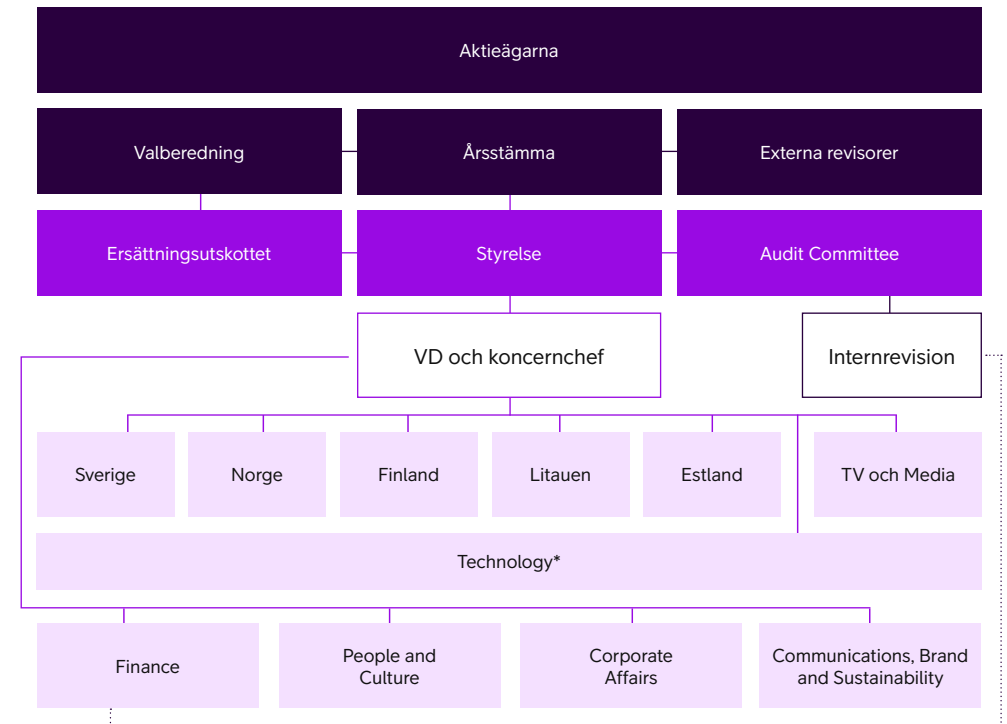 Aktieägarna
Valberedning
Årsstämma
Externa revisorer
Ersättningsutskottet
Styrelse
Audit Committee
VD och koncernchef
Internrevision
Sverige
Norge
Finland
Litauen
Estland
TV och Media
Technology*
Finance
People and
Culture
Corporate
Affairs
Communications, Brand
and Sustainability